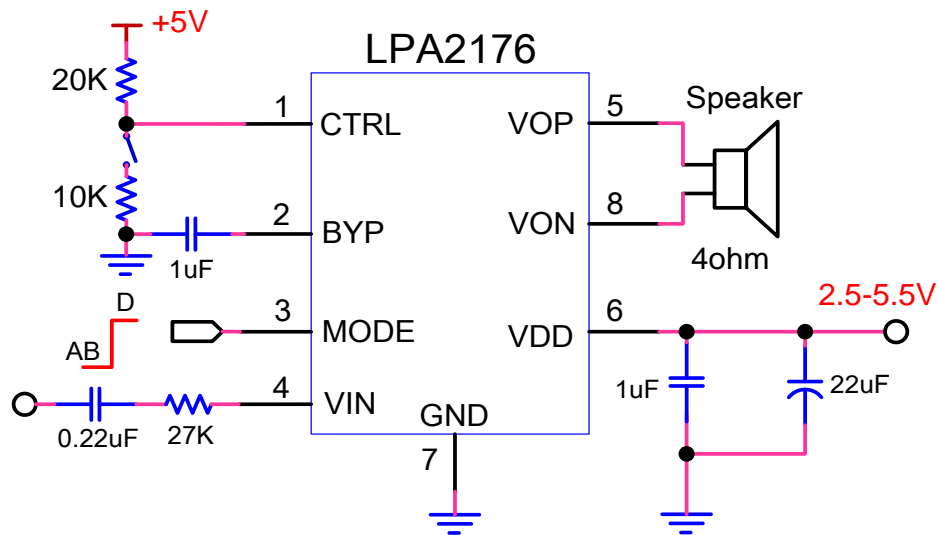 LPA2176
+5V
20K
1
CTRL
10K
2
BYP
1uF
3
MODE
D
AB
4
VIN
0.22uF
27K
GND
7
VOP
5
Speaker
VON
8
4ohm
VDD
6
2.5-5.5V
1uF
22uF